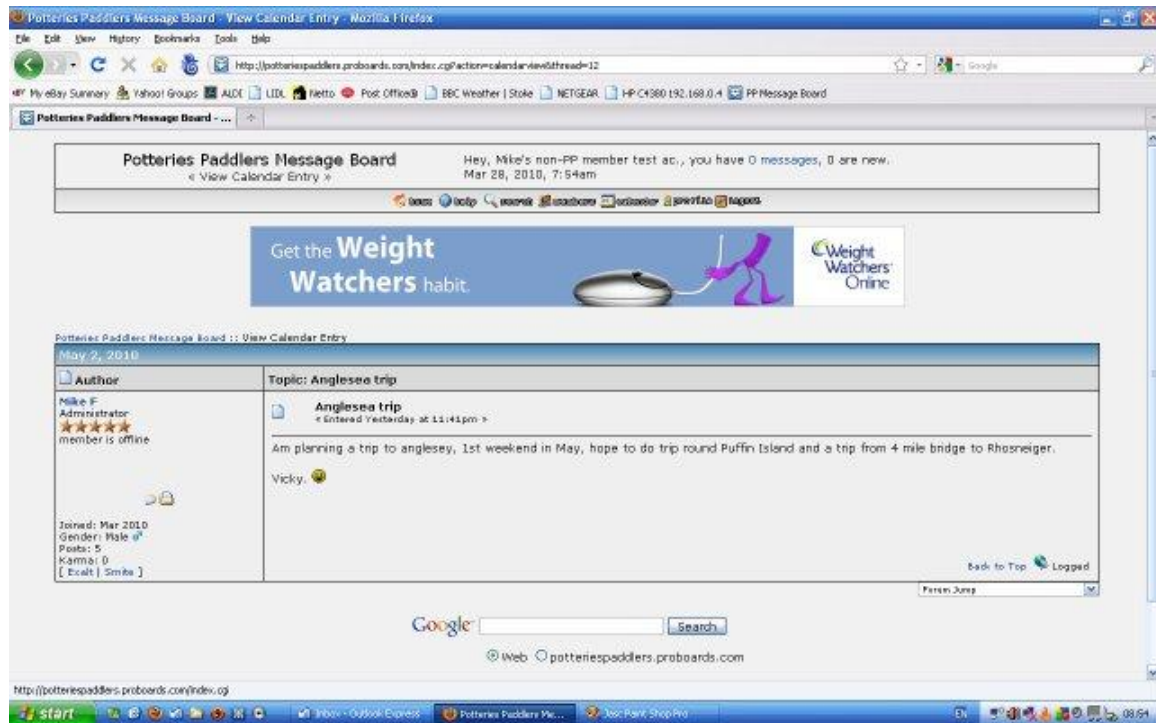 Potteries Paddlers Message Board - View Calendar Entry - Mozilla Firefox
File Edit View History Bookmarks Tools Help
http://potteriespaddlers.proboards.com/index.cgi?action=calendarview&thread=12
Google
My eBay Summary Yahoo! Groups ALDI LIDL Netto Post Office® BBC Weather | Stoke NETGEAR HP C4380 192.168.0.4 PP Message Board
Potteries Paddlers Message Board - ...
Potteries Paddlers Message Board
« View Calendar Entry »
Hey, Mike's non-PP member test ac., you have 0 messages, 0 are new.
Mar 28, 2010, 7:54am
home help search members calendar profile logout
Get the Weight
Watchers habit.
Weight
Watchers
Online
Potteries Paddlers Message Board :: View Calendar Entry
May 2, 2010
Author Topic: Anglesea trip
Mike F
Administrator
member is offline
Joined: Mar 2010
Gender: Male
Posts: 5
Karma: 0
[ Exalt | Smite ]
Anglesea trip
« Entered Yesterday at 11:41pm »
Am planning a trip to anglesey, 1st weekend in May, hope to do trip round Puffin Island and a trip from 4 mile bridge to Rhosneiger.
Vicky.
Back to Top Logged
Forum Jump
Google Search
Web potteriespaddlers.proboards.com
http://potteriespaddlers.proboards.com/index.cgi
start Inbox - Outlook Express Potteries Paddlers Me... Jasc Paint Shop Pro EN 08:54